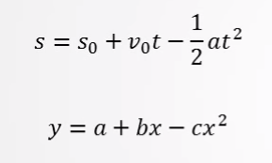 s = s₀ + v₀t − ½at²
y = a + bx − cx²